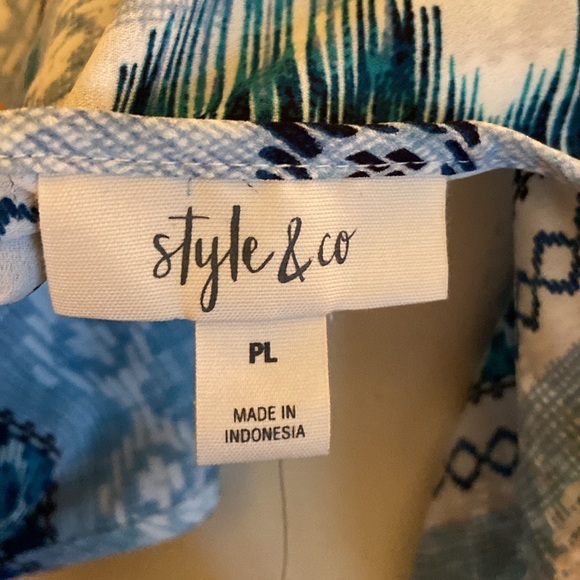 style & co
PL
MADE IN
INDONESIA